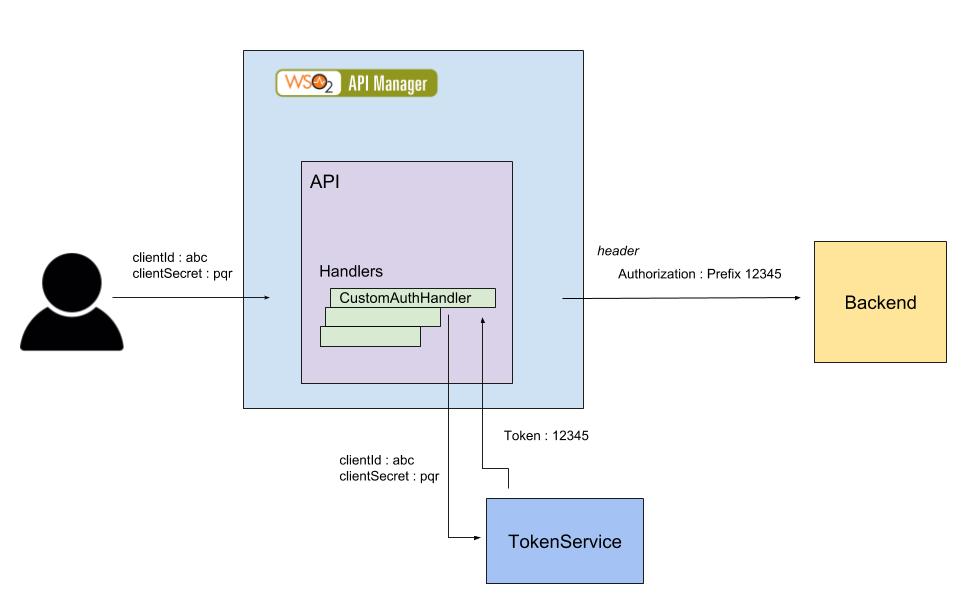 WSO2 API Manager
API
clientId : abc
clientSecret : pqr
header
Authorization : Prefix 12345
Handlers
CustomAuthHandler
Backend
Token : 12345
clientId : abc
clientSecret : pqr
TokenService